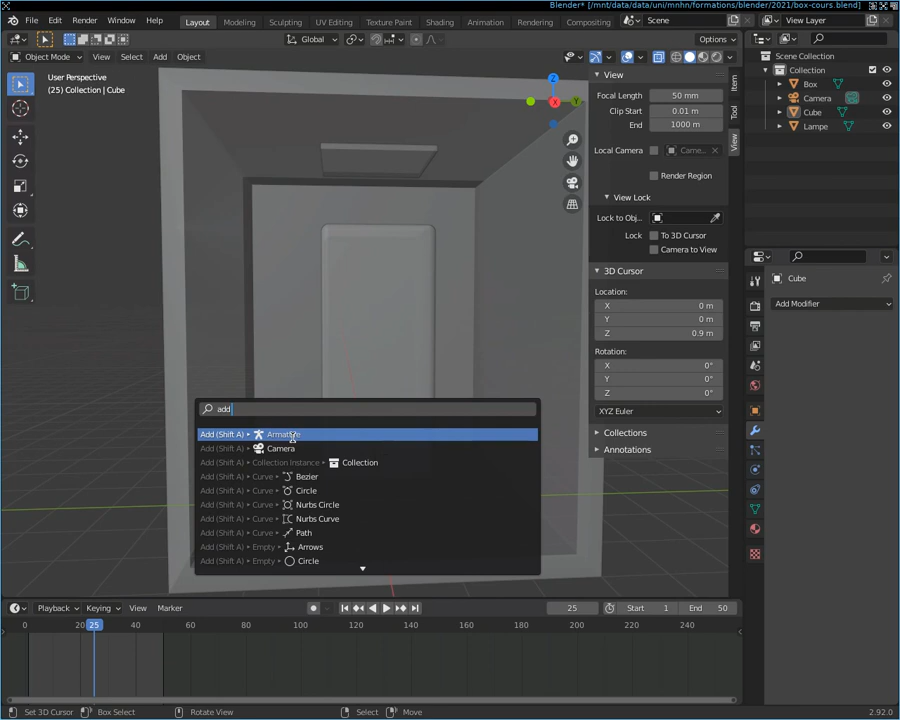 Blender* [/mnt/data/data/uni/mnhn/formations/blender/2021/box-cours.blend]
File Edit Render Window Help Layout Modeling Sculpting UV Editing Texture Paint Shading Animation Rendering Compositing Scene View Layer
Global Options
Object Mode View Select Add Object
User Perspective
(25) Collection | Cube
Z
X
Y
View
Focal Length 50 mm
Clip Start 0.01 m
End 1000 m
Local Camera Came...
Render Region
View Lock
Lock to Obj...
Lock To 3D Cursor
Camera to View
3D Cursor
Location:
X 0 m
Y 0 m
Z 0.9 m
Rotation:
X 0°
Y 0°
Z 0°
XYZ Euler
Collections
Annotations
Item
Tool
View
Scene Collection
Collection
Box
Camera
Cube
Lampe
Cube
Add Modifier
add
Add (Shift A) ▸ Armature
Add (Shift A) ▸ Camera
Add (Shift A) ▸ Collection Instance ▸ Collection
Add (Shift A) ▸ Curve ▸ Bezier
Add (Shift A) ▸ Curve ▸ Circle
Add (Shift A) ▸ Curve ▸ Nurbs Circle
Add (Shift A) ▸ Curve ▸ Nurbs Curve
Add (Shift A) ▸ Curve ▸ Path
Add (Shift A) ▸ Empty ▸ Arrows
Add (Shift A) ▸ Empty ▸ Circle
Playback Keying View Marker 25 Start 1 End 50
0 20 25 40 60 80 100 120 140 160 180 200 220 240
Set 3D Cursor Box Select Rotate View Select Move 2.92.0